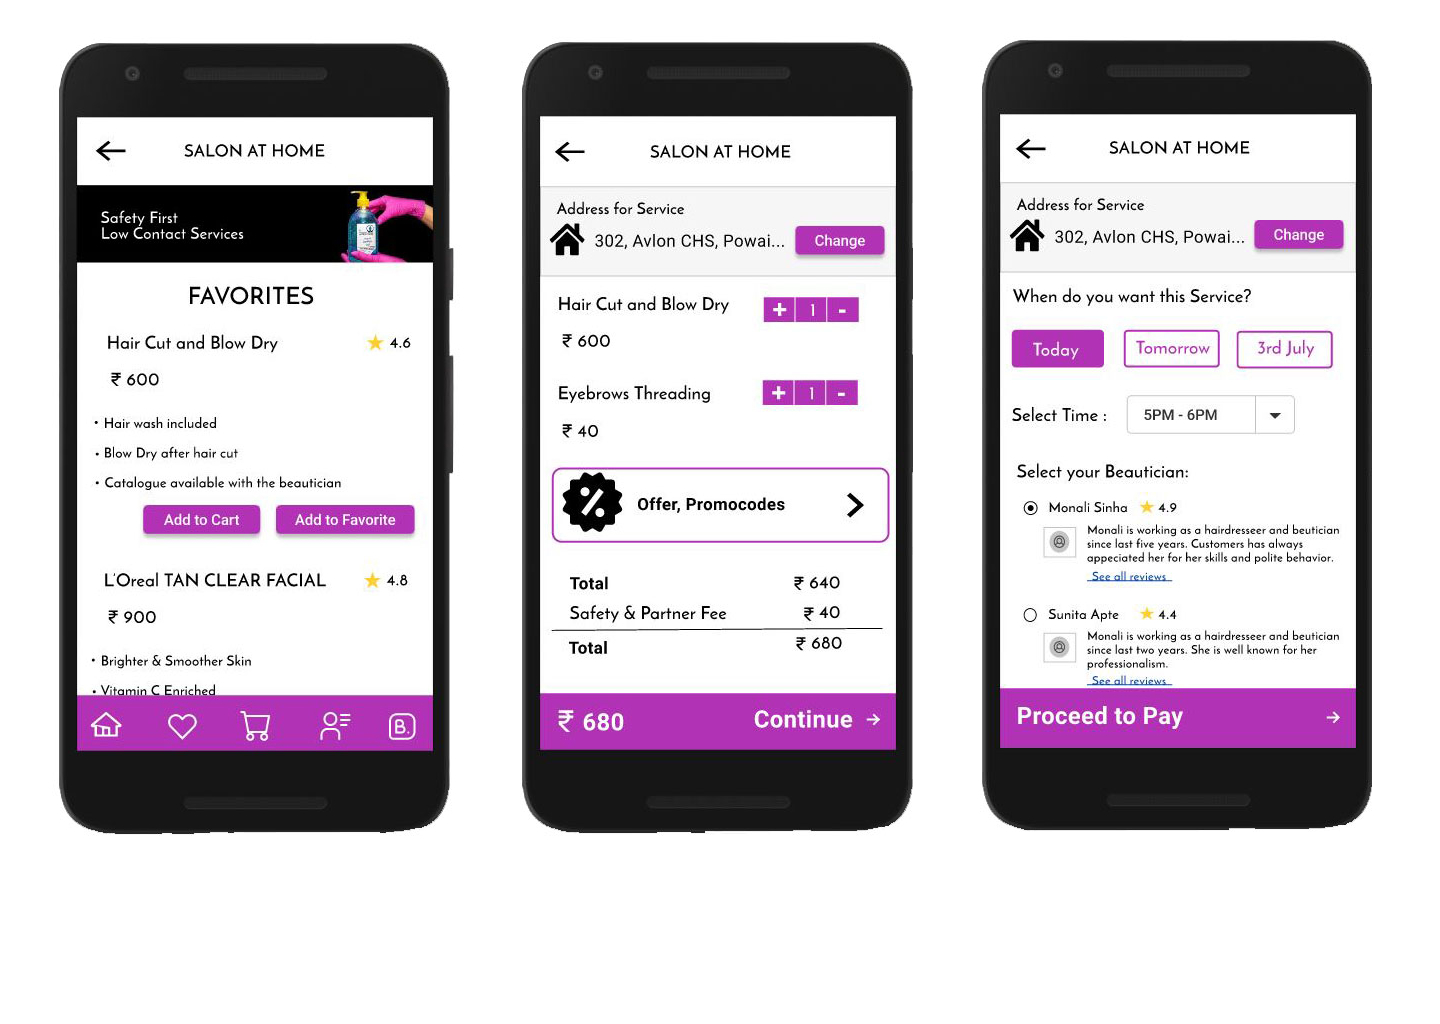 SALON AT HOME
Safety First
Low Contact Services
FAVORITES
Hair Cut and Blow Dry
4.6
₹ 600
• Hair wash included
• Blow Dry after hair cut
• Catalogue available with the beautician
Add to Cart
Add to Favorite
L'Oreal TAN CLEAR FACIAL
4.8
₹ 900
• Brighter & Smoother Skin
• Vitamin C Enriched
B.
SALON AT HOME
Address for Service
302, Avlon CHS, Powai...
Change
Hair Cut and Blow Dry
+ 1 -
₹ 600
Eyebrows Threading
+ 1 -
₹ 40
%
Offer, Promocodes
Total ₹ 640
Safety & Partner Fee ₹ 40
Total ₹ 680
₹ 680
Continue →
SALON AT HOME
Address for Service
302, Avlon CHS, Powai...
Change
When do you want this Service?
Today
Tomorrow
3rd July
Select Time :
5PM - 6PM
Select your Beautician:
Monali Sinha
4.9
Monali is working as a hairdresseer and beutician
since last five years. Customers has always
appeciated her for her skills and polite behavior.
See all reviews
Sunita Apte
4.4
Monali is working as a hairdresseer and beutician
since last two years. She is well known for her
professionalism.
See all reviews
Proceed to Pay →